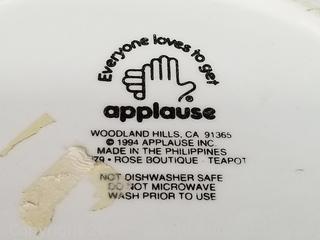 Everyone loves to get
®
applause
WOODLAND HILLS, CA 91365
© 1994 APPLAUSE INC.
MADE IN THE PHILIPPINES
ROSE BOUTIQUE - TEAPOT
NOT DISHWASHER SAFE
DO NOT MICROWAVE
WASH PRIOR TO USE